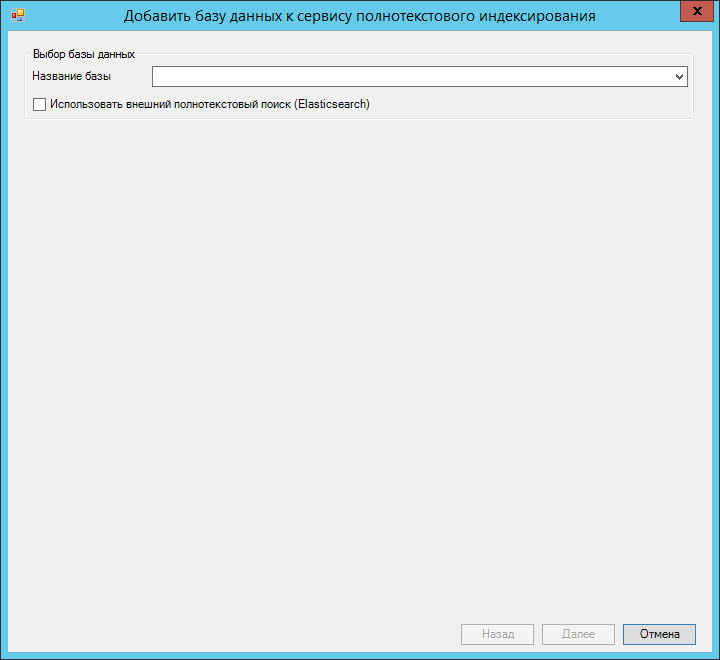 Добавить базу данных к сервису полнотекстового индексирования
Выбор базы данных
Название базы
Использовать внешний полнотекстовый поиск (Elasticsearch)
Назад Далее Отмена